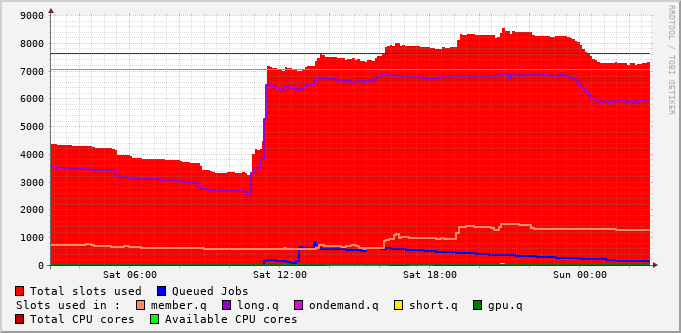 9000
8000
7000
6000
5000
4000
3000
2000
1000
0
Sat 06:00 Sat 12:00 Sat 18:00 Sun 00:00
RRDTOOL / TOBI OETIKER
Total slots used Queued Jobs
Slots used in : member.q long.q ondemand.q short.q gpu.q
Total CPU cores Available CPU cores